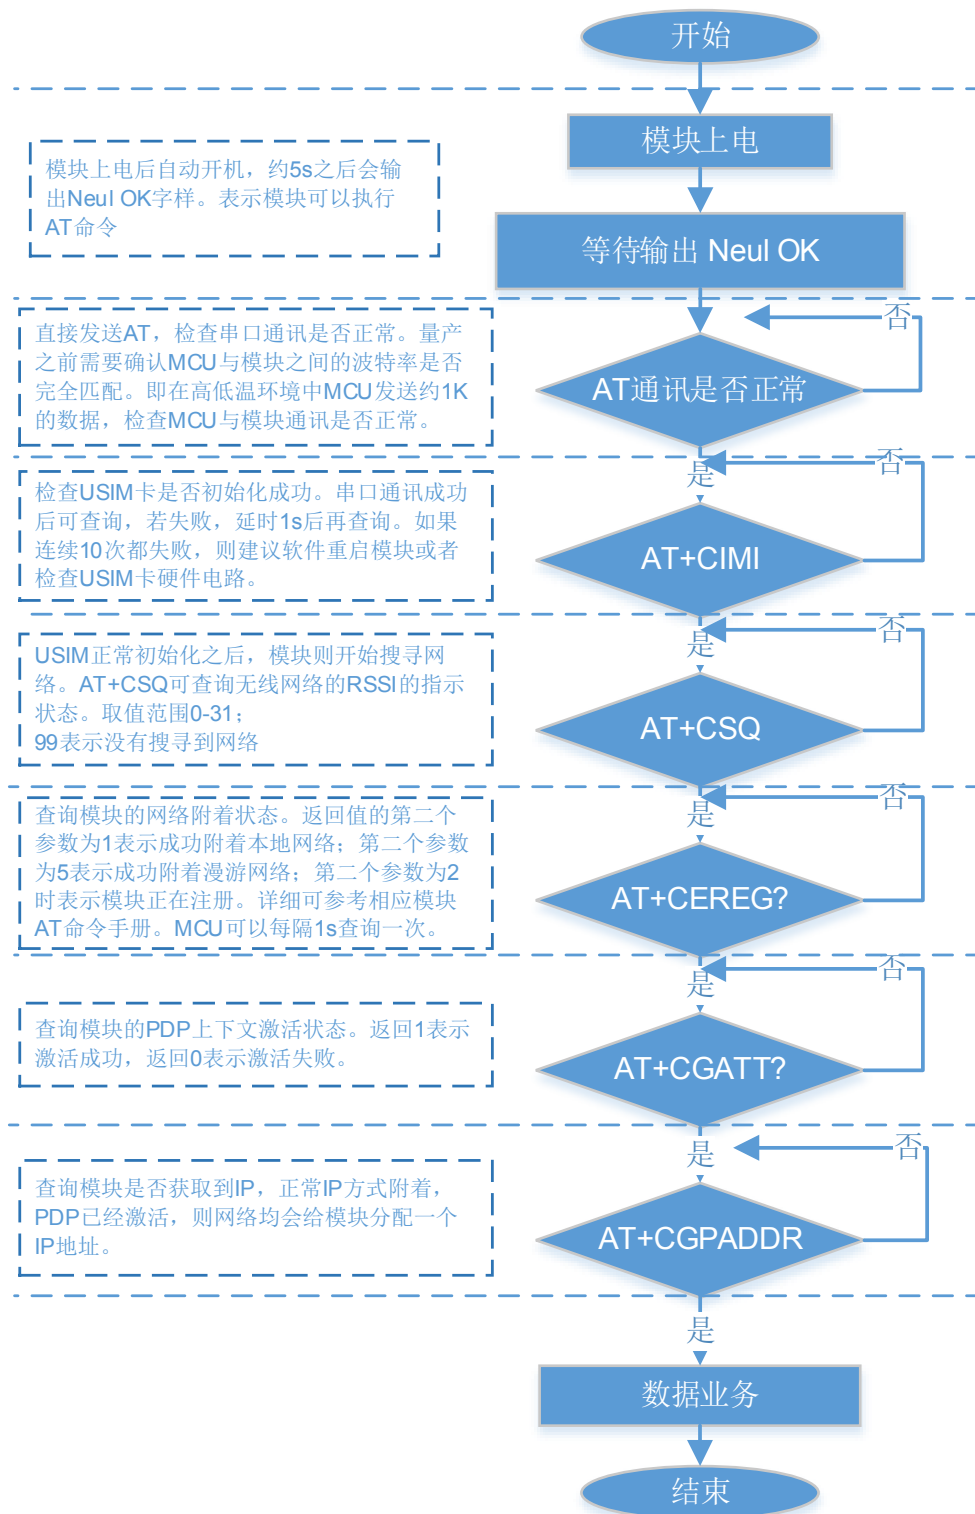 开始
模块上电后自动开机，约5s之后会输
出Neul OK字样。表示模块可以执行
AT命令
模块上电
等待输出 Neul OK
直接发送AT，检查串口通讯是否正常。量产
之前需要确认MCU与模块之间的波特率是否
完全匹配。即在高低温环境中MCU发送约1K
的数据，检查MCU与模块通讯是否正常。
否
AT通讯是否正常
是
否
检查USIM卡是否初始化成功。串口通讯成功
后可查询，若失败，延时1s后再查询。如果
连续10次都失败，则建议软件重启模块或者
检查USIM卡硬件电路。
AT+CIMI
是
否
USIM正常初始化之后，模块则开始搜寻网
络。AT+CSQ可查询无线网络的RSSI的指示
状态。取值范围0-31；
99表示没有搜寻到网络
AT+CSQ
是
否
查询模块的网络附着状态。返回值的第二个
参数为1表示成功附着本地网络；第二个参数
为5表示成功附着漫游网络；第二个参数为2
时表示模块正在注册。详细可参考相应模块
AT命令手册。MCU可以每隔1s查询一次。
AT+CEREG?
是
否
查询模块的PDP上下文激活状态。返回1表示
激活成功，返回0表示激活失败。
AT+CGATT?
是
否
查询模块是否获取到IP，正常IP方式附着，
PDP已经激活，则网络均会给模块分配一个
IP地址。
AT+CGPADDR
是
数据业务
结束